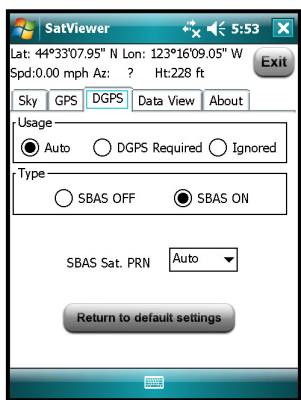 SatViewer 5:53
Lat: 44°33'07.95" N Lon: 123°16'09.05" W
Exit
Spd:0.00 mph Az: ? Ht:228 ft
Sky GPS DGPS Data View About
Usage
Auto DGPS Required Ignored
Type
SBAS OFF SBAS ON
SBAS Sat. PRN Auto
Return to default settings